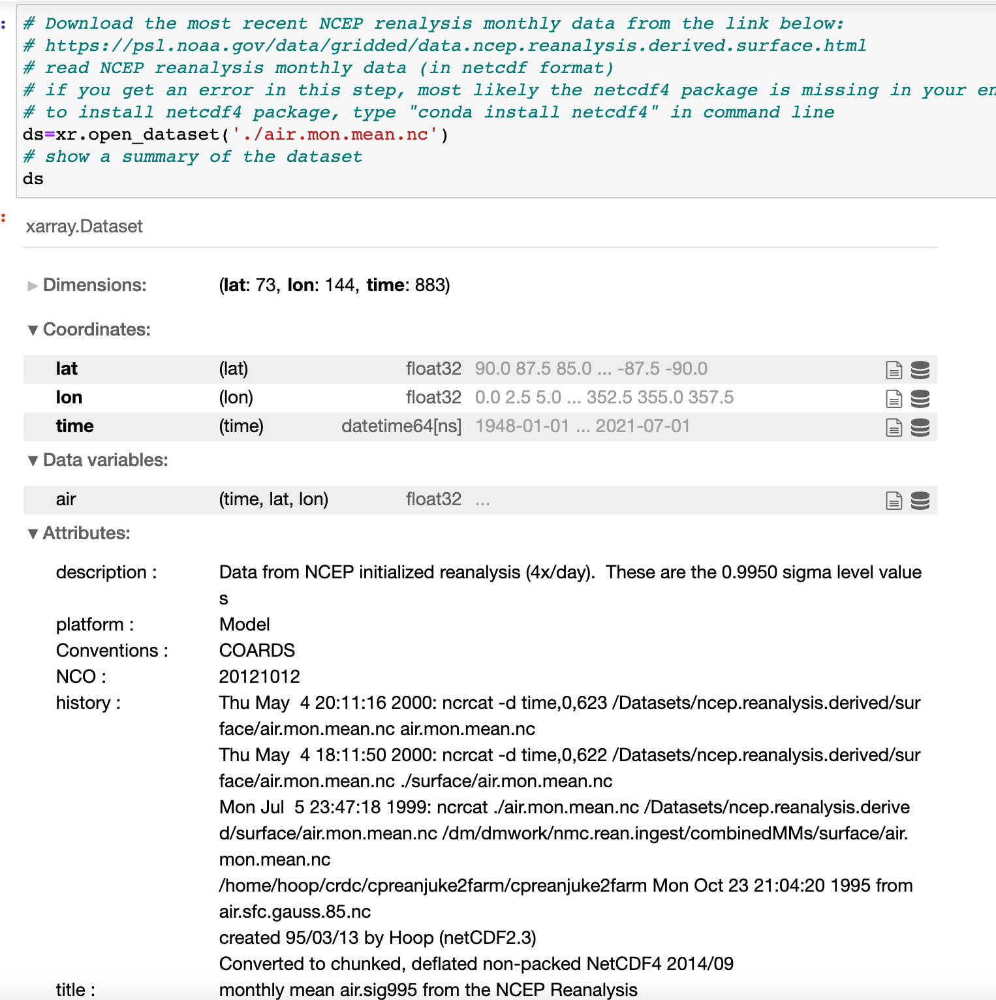 # Download the most recent NCEP renalysis monthly data from the link below:
# https://psl.noaa.gov/data/gridded/data.ncep.reanalysis.derived.surface.html
# read NCEP reanalysis monthly data (in netcdf format)
# if you get an error in this step, most likely the netcdf4 package is missing in your en
# to install netcdf4 package, type "conda install netcdf4" in command line
ds=xr.open_dataset('./air.mon.mean.nc')
# show a summary of the dataset
ds
xarray.Dataset
► Dimensions: (lat: 73, lon: 144, time: 883)
▼ Coordinates:
lat (lat) float32 90.0 87.5 85.0 ... -87.5 -90.0
lon (lon) float32 0.0 2.5 5.0 ... 352.5 355.0 357.5
time (time) datetime64[ns] 1948-01-01 ... 2021-07-01
▼ Data variables:
air (time, lat, lon) float32 ...
▼ Attributes:
description : Data from NCEP initialized reanalysis (4x/day).  These are the 0.9950 sigma level value
s
platform : Model
Conventions : COARDS
NCO : 20121012
history : Thu May  4 20:11:16 2000: ncrcat -d time,0,623 /Datasets/ncep.reanalysis.derived/sur
face/air.mon.mean.nc air.mon.mean.nc
Thu May  4 18:11:50 2000: ncrcat -d time,0,622 /Datasets/ncep.reanalysis.derived/sur
face/air.mon.mean.nc ./surface/air.mon.mean.nc
Mon Jul  5 23:47:18 1999: ncrcat ./air.mon.mean.nc /Datasets/ncep.reanalysis.derive
d/surface/air.mon.mean.nc /dm/dmwork/nmc.rean.ingest/combinedMMs/surface/air.
mon.mean.nc
/home/hoop/crdc/cpreanjuke2farm/cpreanjuke2farm Mon Oct 23 21:04:20 1995 from
air.sfc.gauss.85.nc
created 95/03/13 by Hoop (netCDF2.3)
Converted to chunked, deflated non-packed NetCDF4 2014/09
title : monthly mean air.sig995 from the NCEP Reanalysis